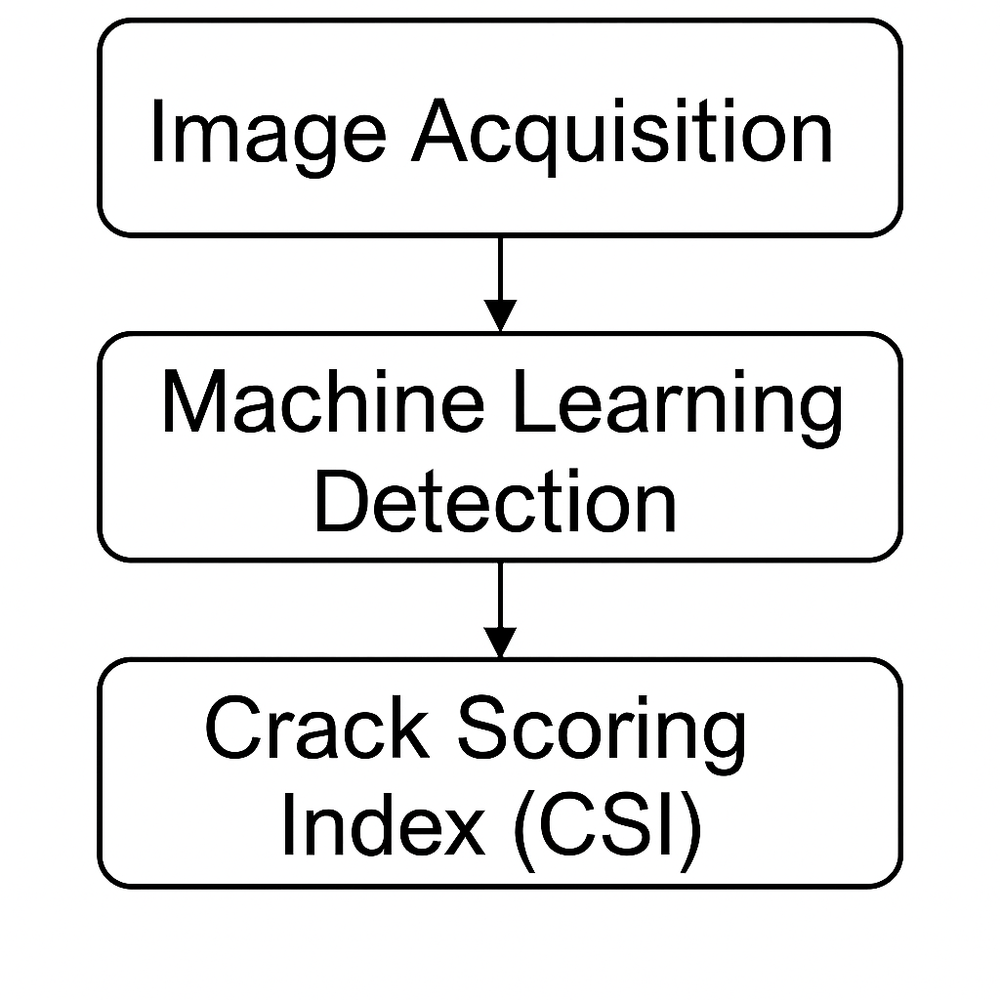 Image Acquisition
Machine Learning
Detection
Crack Scoring
Index (CSI)